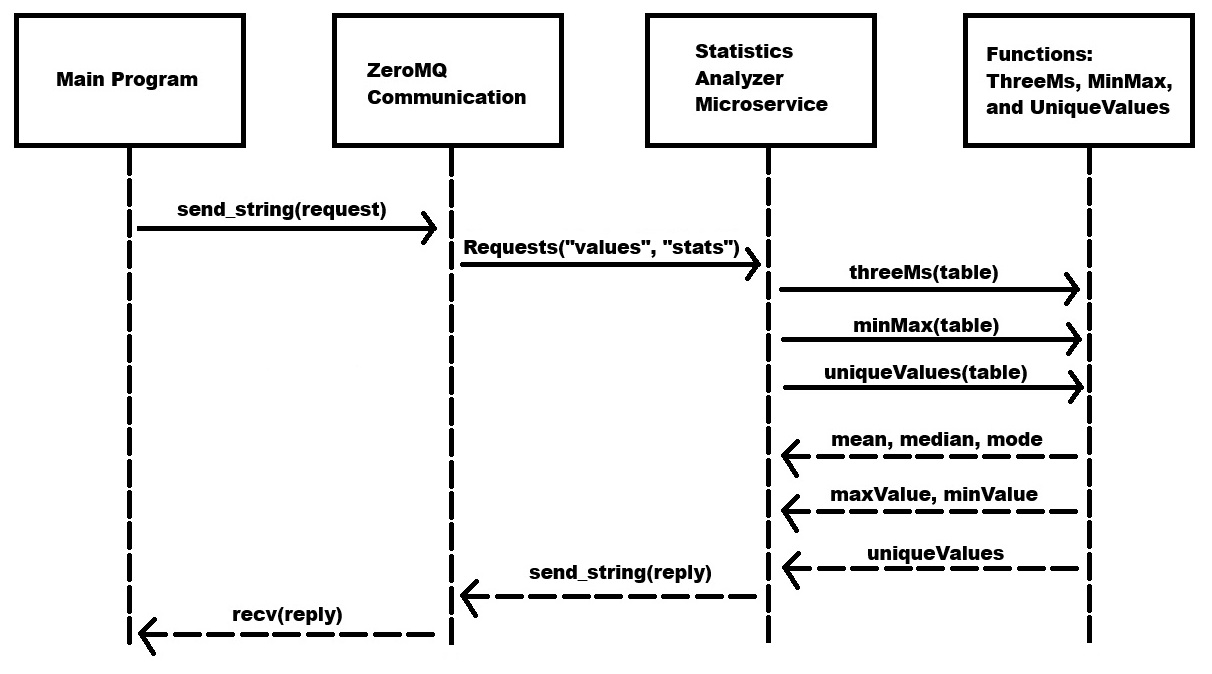 Main Program
ZeroMQ
Communication
Statistics
Analyzer
Microservice
Functions:
ThreeMs, MinMax,
and UniqueValues
send_string(request)
Requests("values", "stats")
threeMs(table)
minMax(table)
uniqueValues(table)
mean, median, mode
maxValue, minValue
uniqueValues
send_string(reply)
recv(reply)